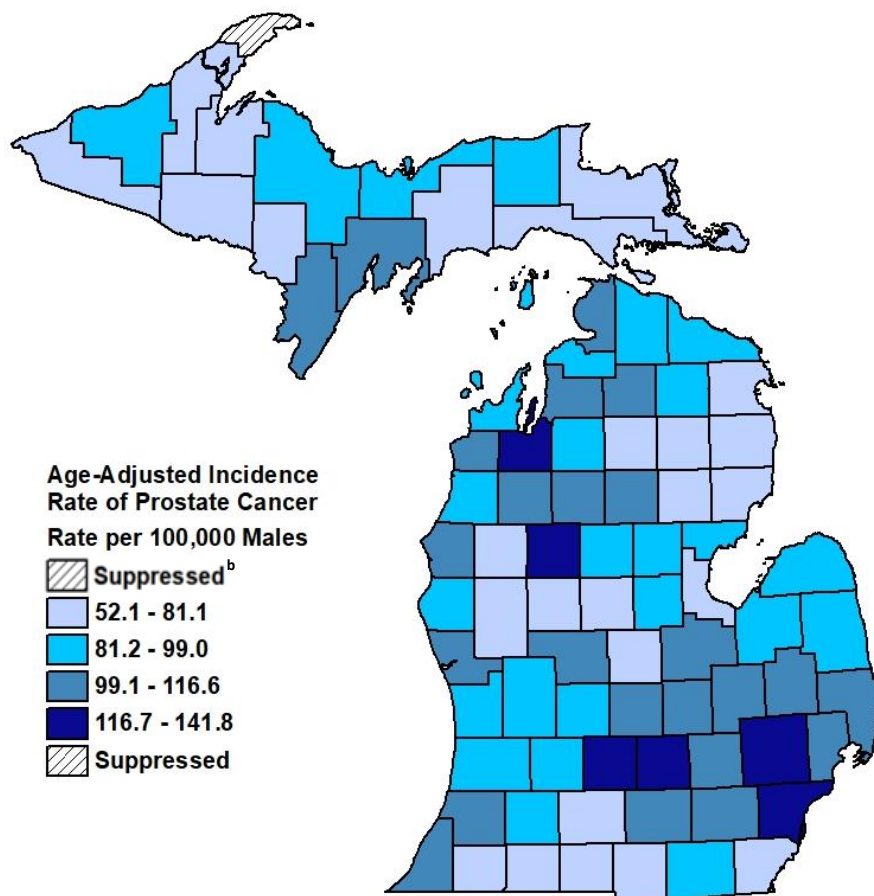 Age-Adjusted Incidence
Rate of Prostate Cancer
Rate per 100,000 Males
Suppressed b
52.1 - 81.1
81.2 - 99.0
99.1 - 116.6
116.7 - 141.8
Suppressed